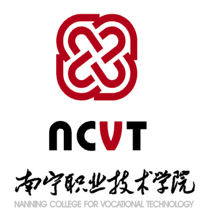 NCVT
南宁职业技术学院
NANNING COLLEGE FOR VOCATIONAL TECHNOLOGY